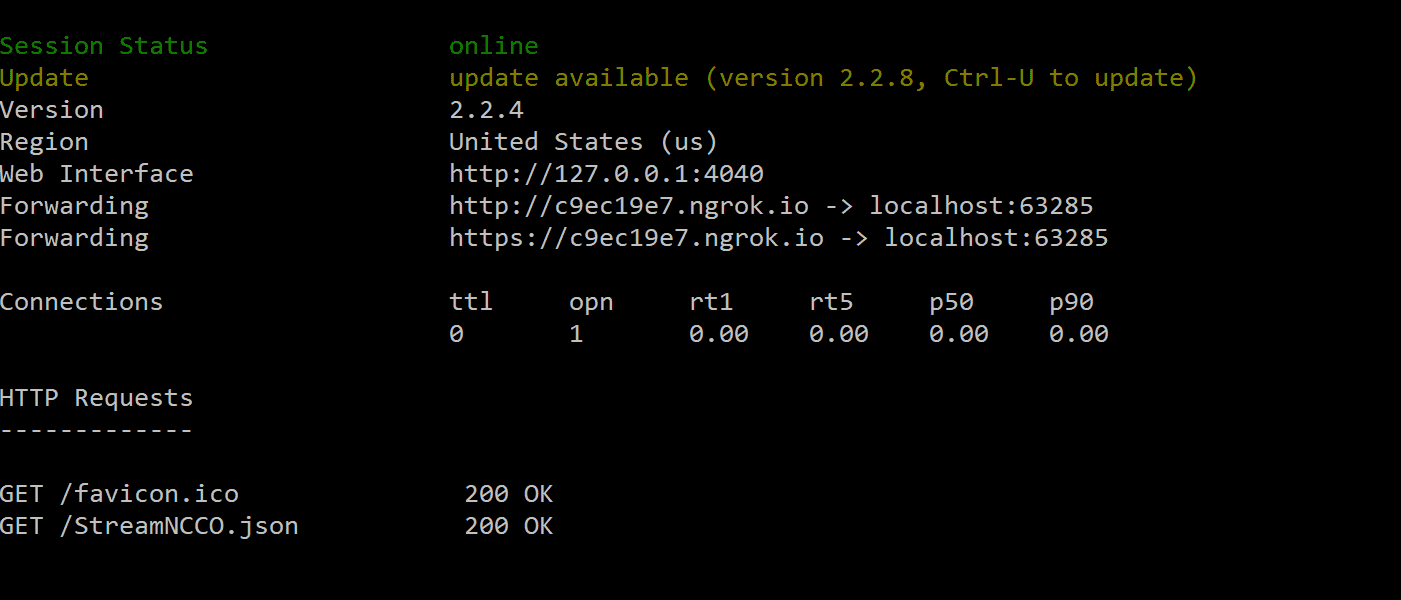 Session Status online
Update update available (version 2.2.8, Ctrl-U to update)
Version 2.2.4
Region United States (us)
Web Interface http://127.0.0.1:4040
Forwarding http://c9ec19e7.ngrok.io -> localhost:63285
Forwarding https://c9ec19e7.ngrok.io -> localhost:63285
Connections ttl opn rt1 rt5 p50 p90
0 1 0.00 0.00 0.00 0.00
HTTP Requests
-------------
GET /favicon.ico 200 OK
GET /StreamNCCO.json 200 OK